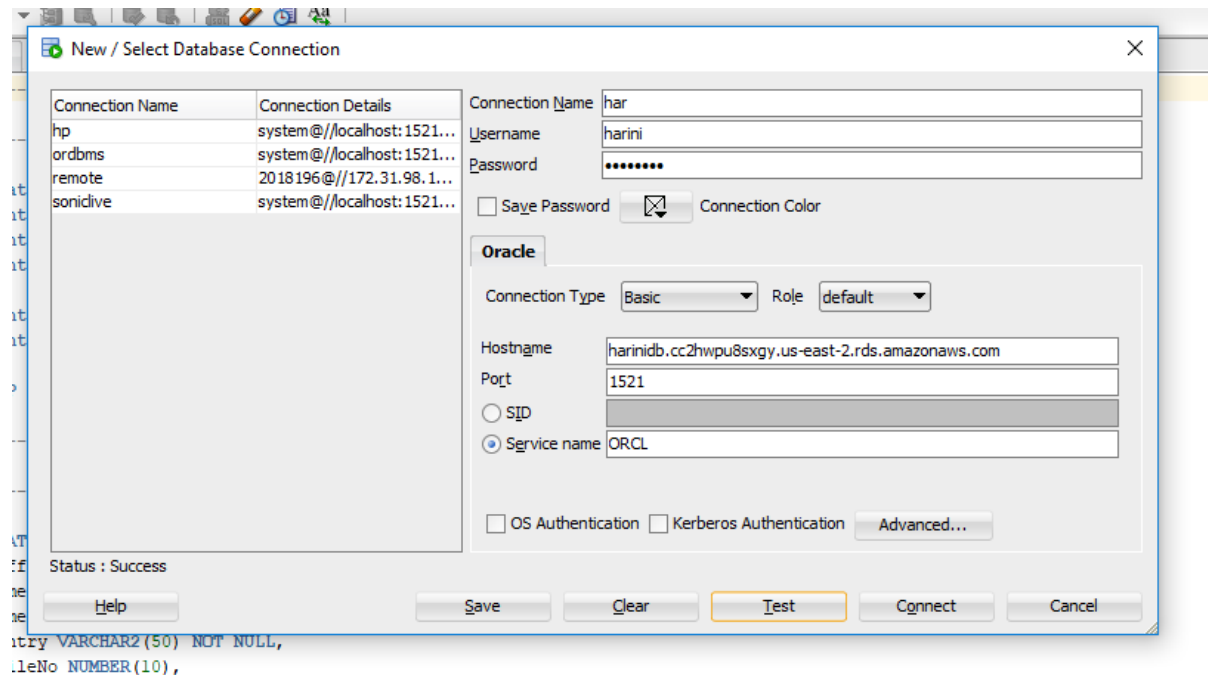 New / Select Database Connection
Connection Name Connection Details
hp system@//localhost:1521...
ordbms system@//localhost:1521...
remote 2018196@//172.31.98.1...
soniclive system@//localhost:1521...
Connection Name har
Username harini
Password ••••••••
Save Password Connection Color
Oracle
Connection Type Basic Role default
Hostname harinidb.cc2hwpu8sxgy.us-east-2.rds.amazonaws.com
Port 1521
SID
Service name ORCL
OS Authentication Kerberos Authentication Advanced...
Status : Success
Help Save Clear Test Connect Cancel
ntry VARCHAR2(50) NOT NULL,
leNo NUMBER(10),